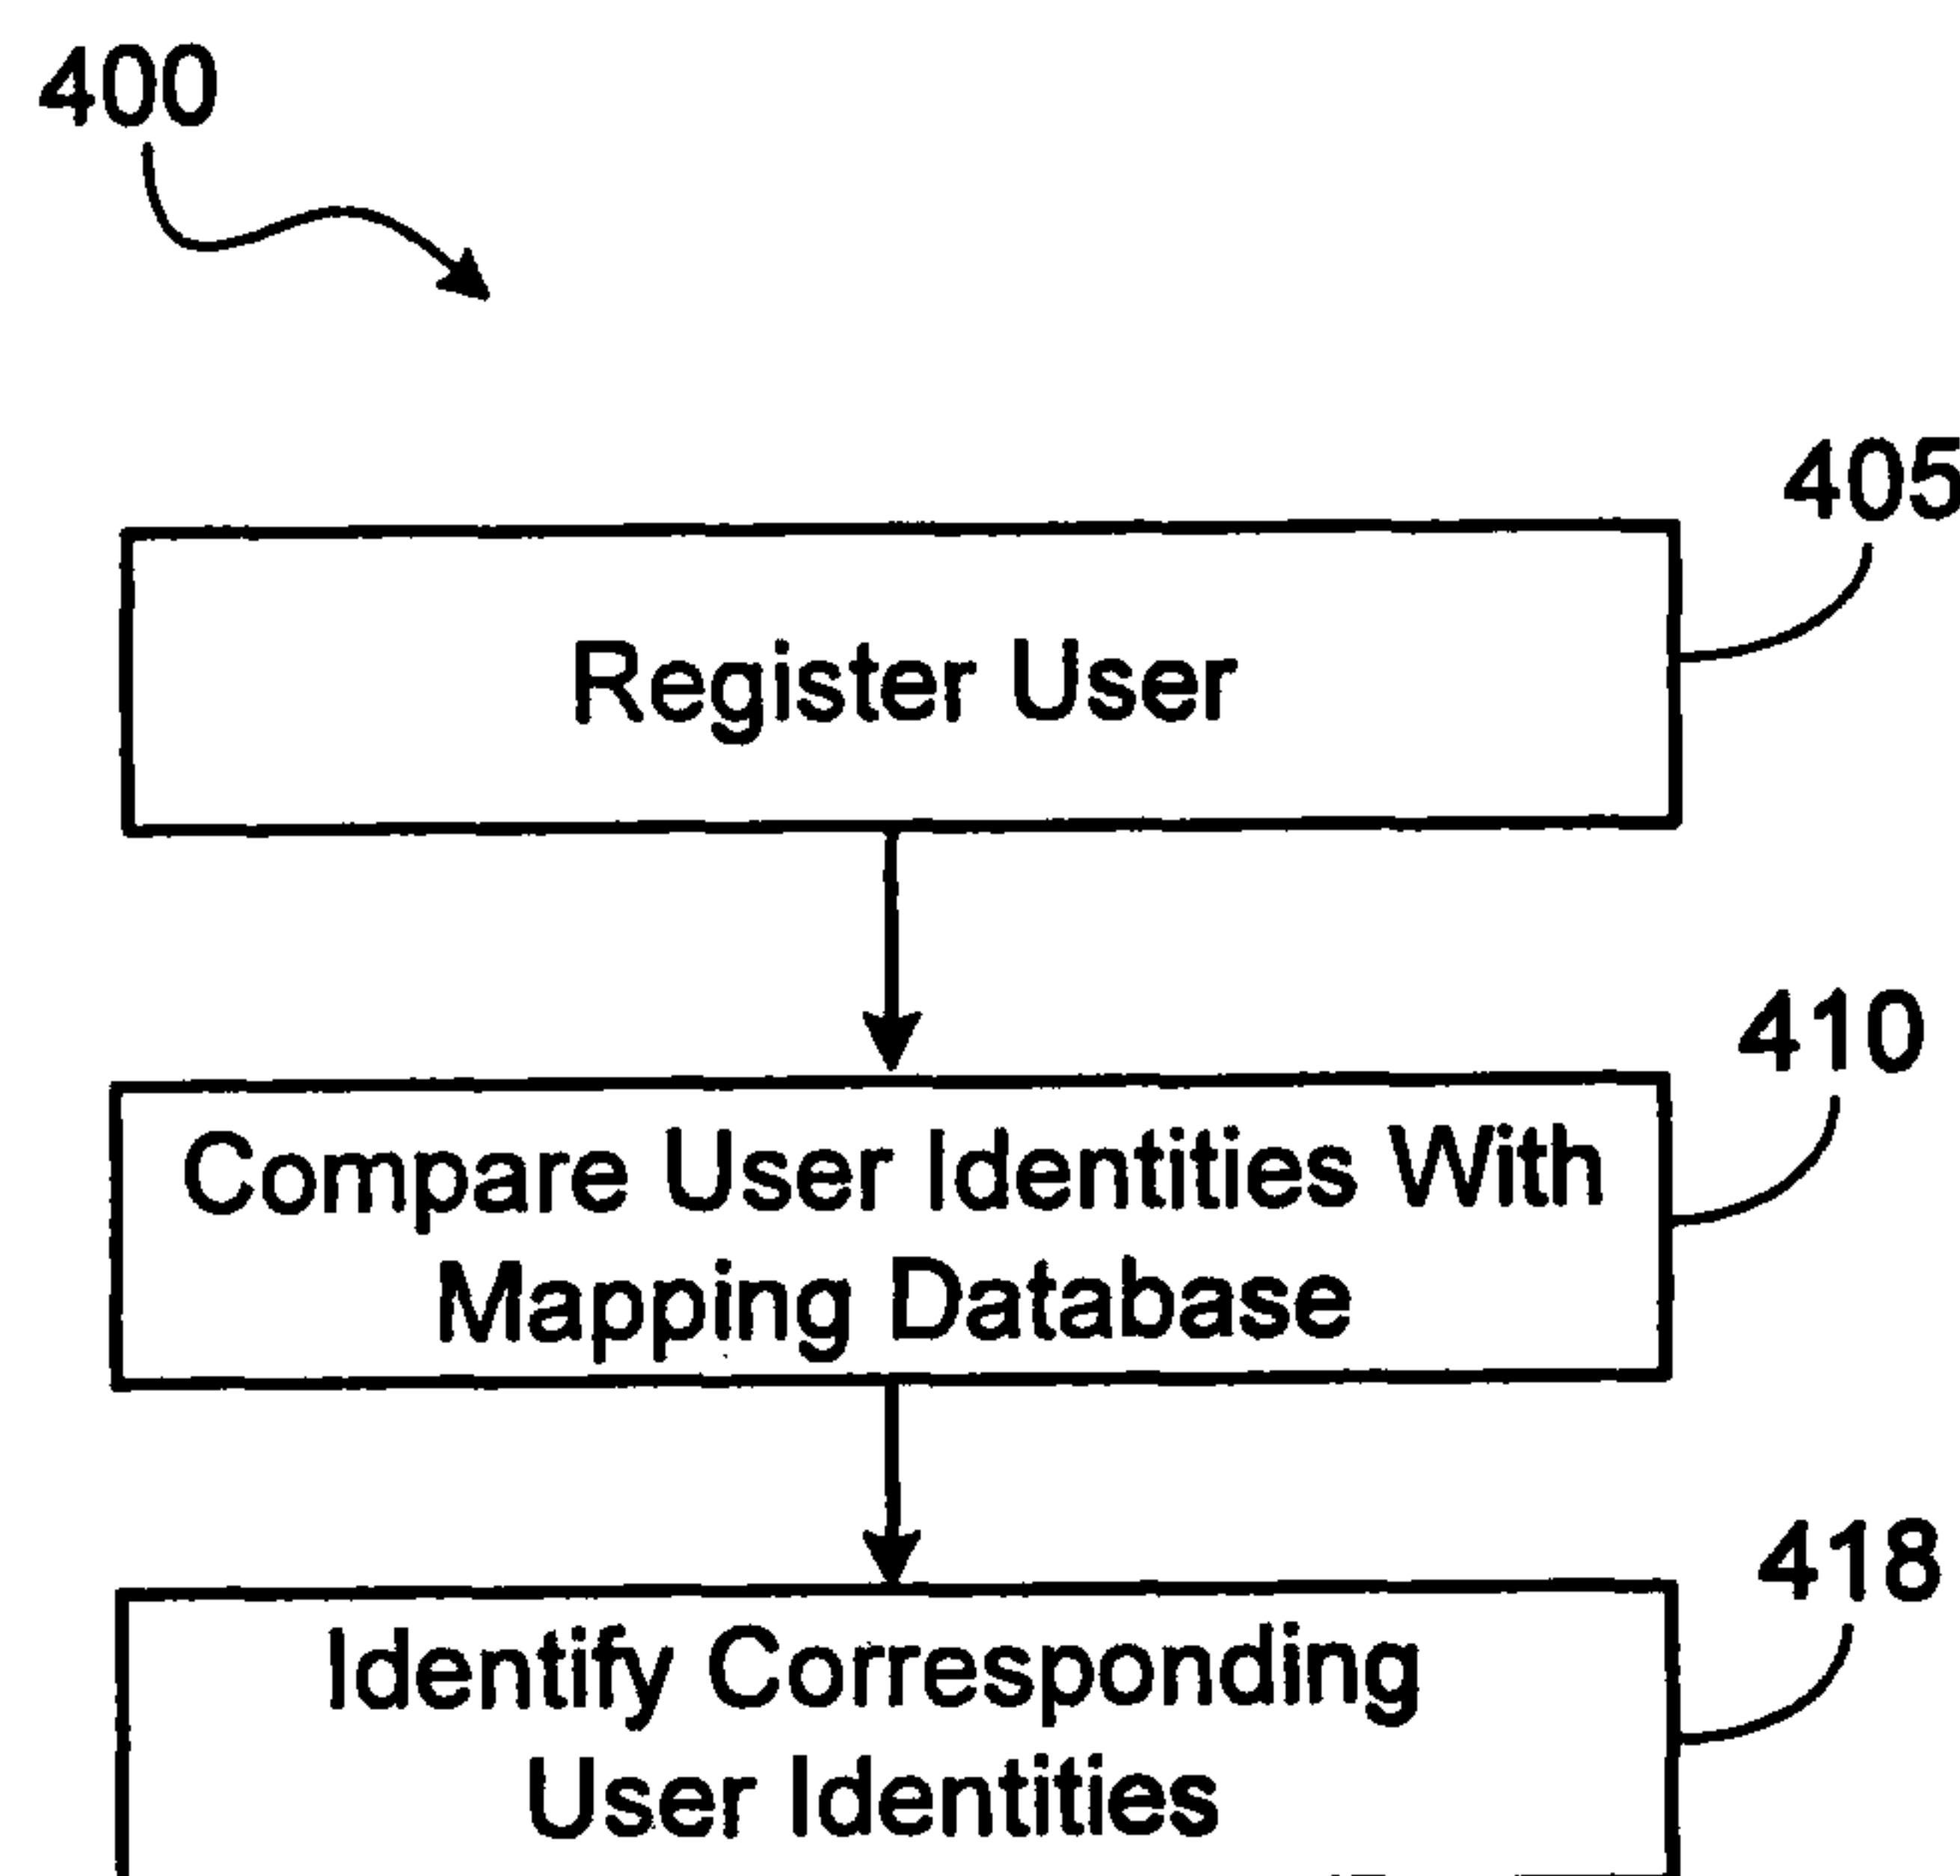 400
405
Register User
410
Compare User Identities With
Mapping Database
418
Identify Corresponding
User Identities